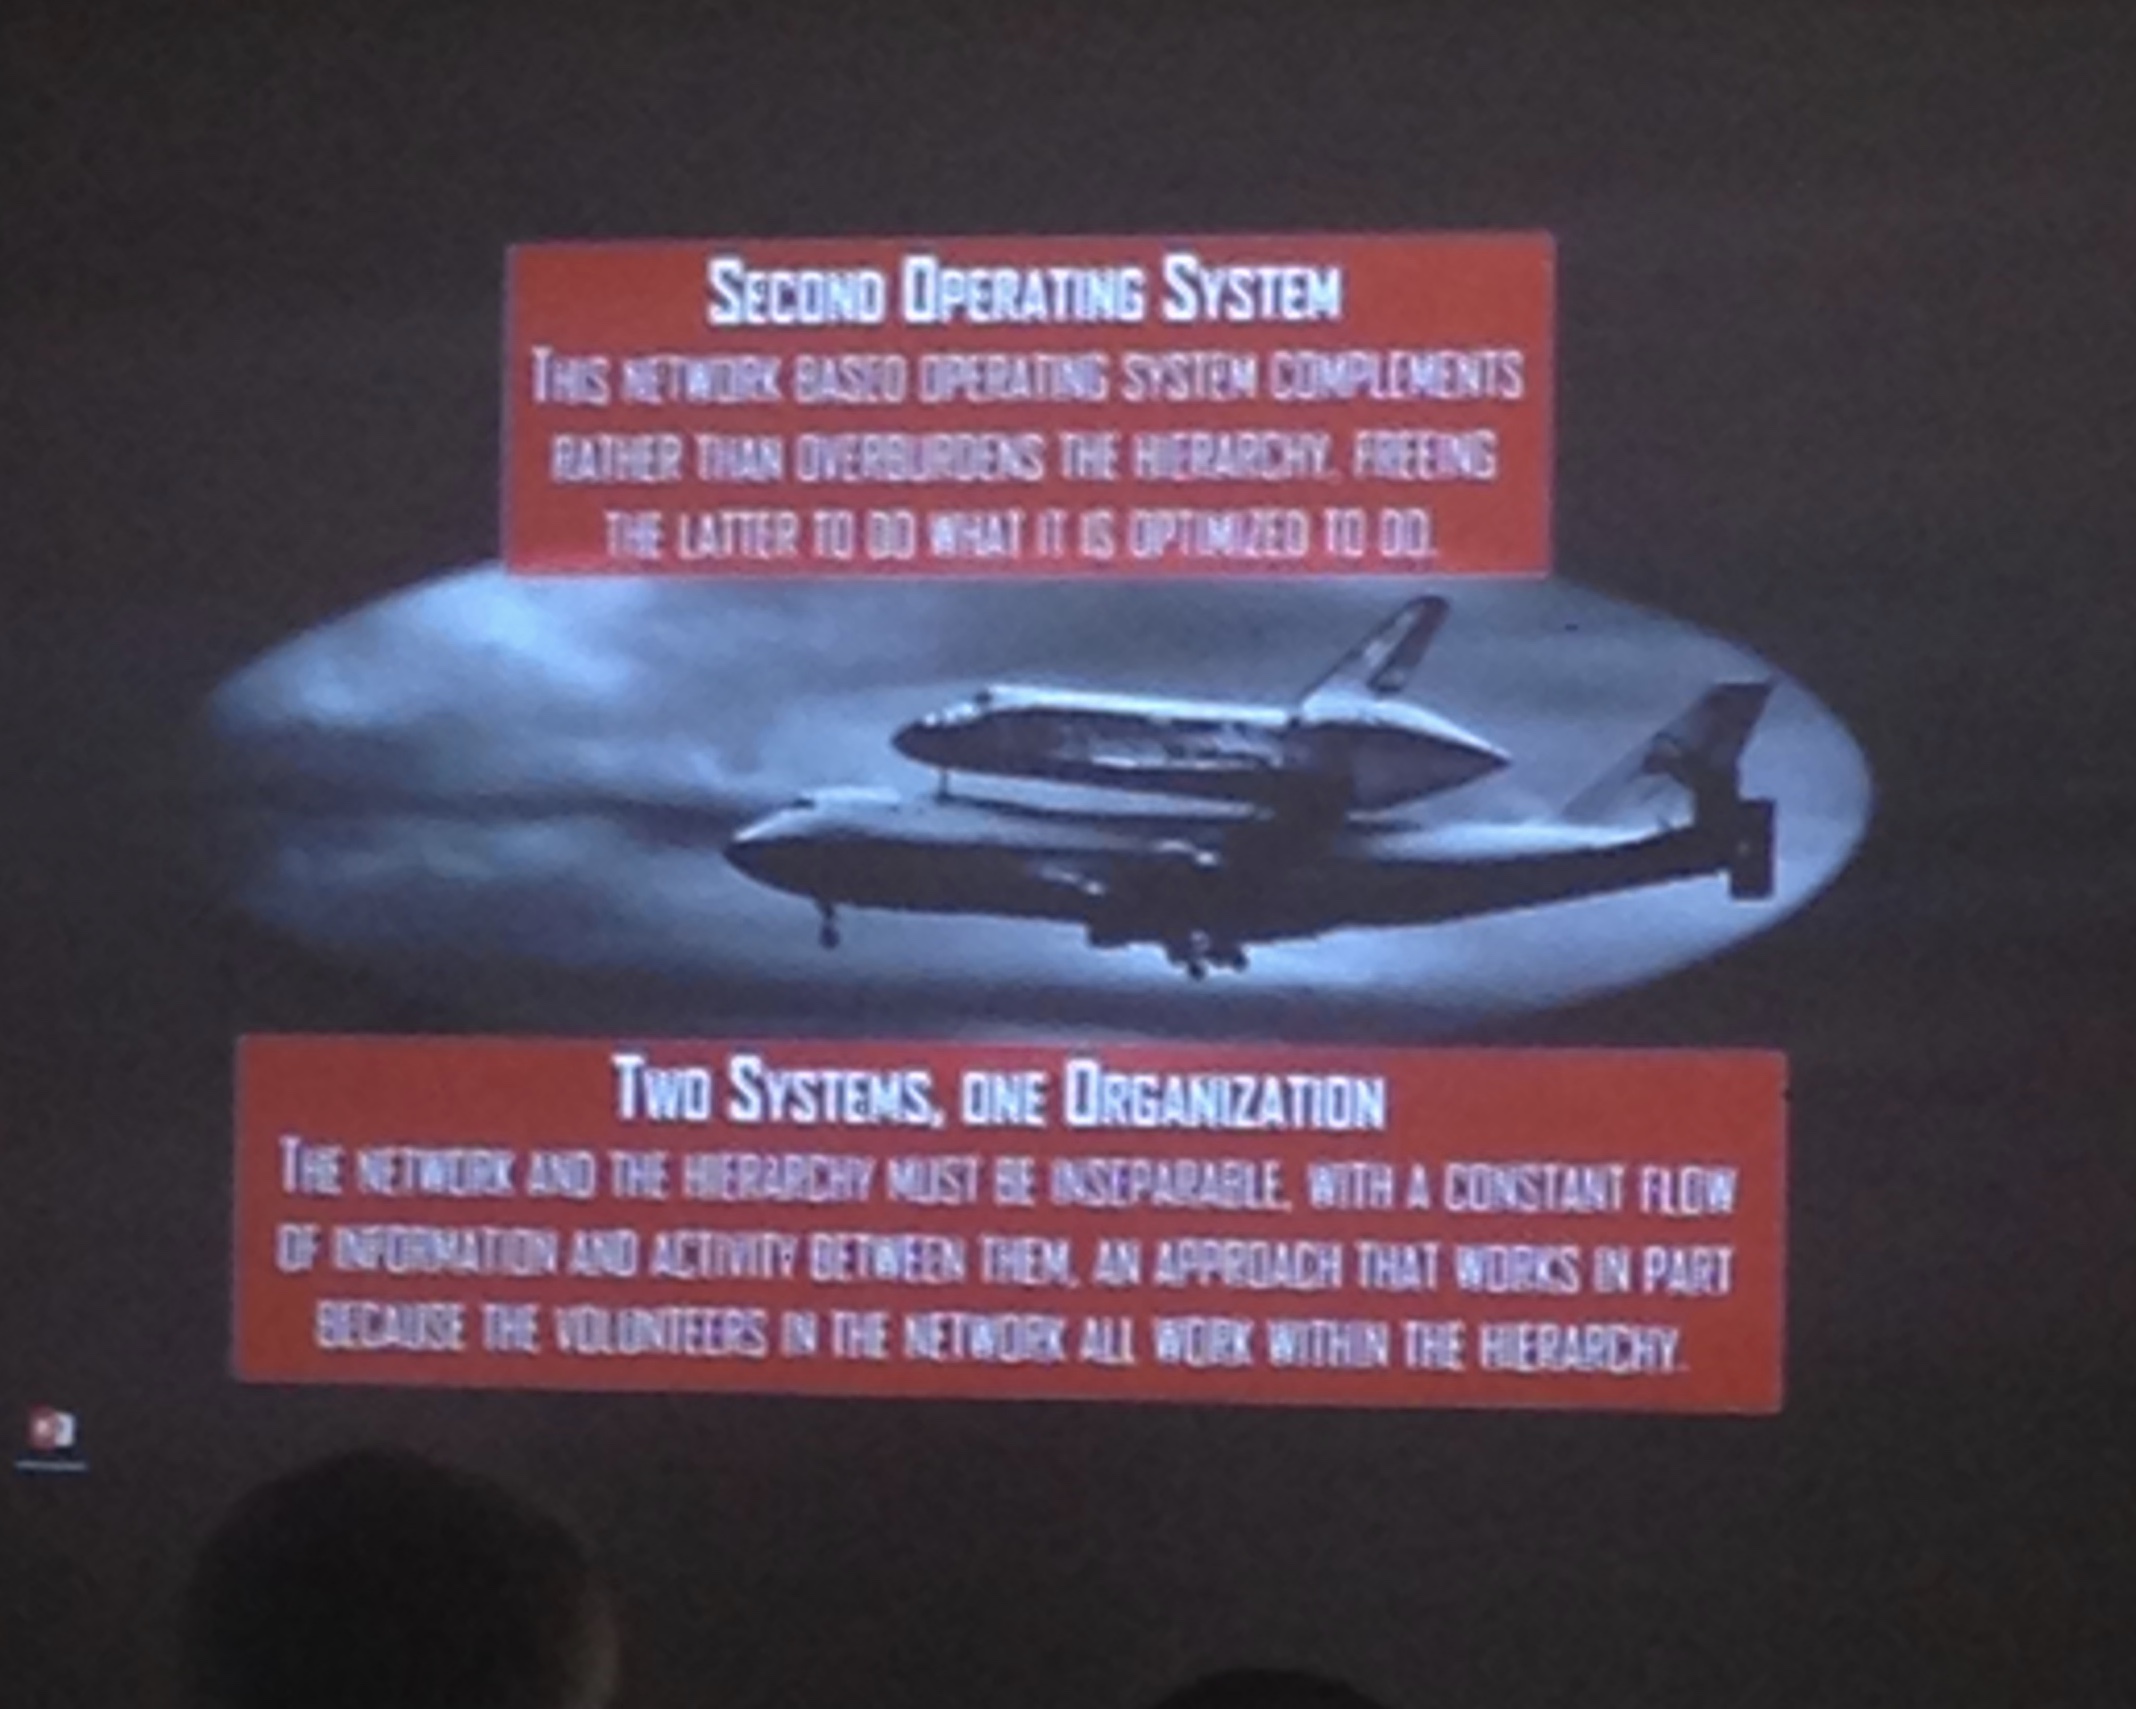 Second Operating System
This network based operating system complements
rather than overburdens the hierarchy, freeing
the latter to do what it is optimized to do.
Two Systems, one Organization
The network and the hierarchy must be inseparable, with a constant flow
of information and activity between them, an approach that works in part
because the volunteers in the network all work within the hierarchy.